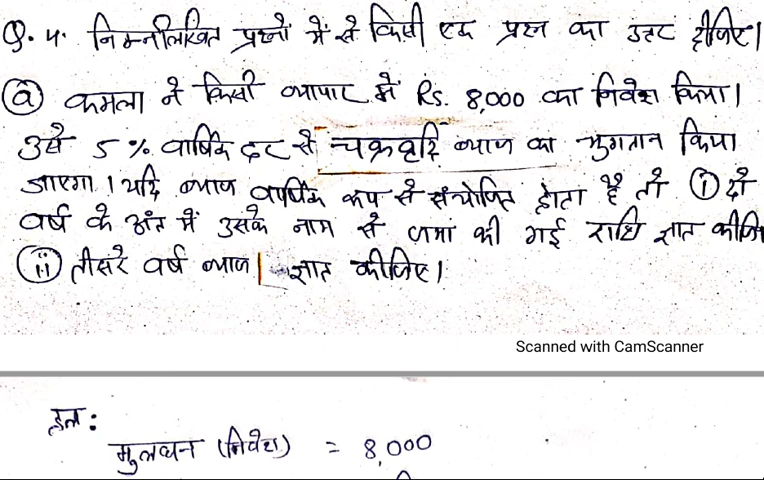 Q.4. निम्नलिखित प्रश्नों में से किसी एक प्रश्न का उत्तर दीजिए।
(a) कमला ने किसी व्यापार में Rs. 8,000 का निवेश किया।
उसे 5% वार्षिक दर से चक्रवृद्धि ब्याज का भुगतान किया
जाएगा। यदि ब्याज वार्षिक रूप से संयोजित होता है तो (i) दो
वर्ष के अंत में उसके नाम से जमां की गई राशि ज्ञात कीजि
(ii) तीसरे वर्ष ब्याज। ज्ञात कीजिए।
Scanned with CamScanner
हल:
मुलधन (निवेश) = 8,000